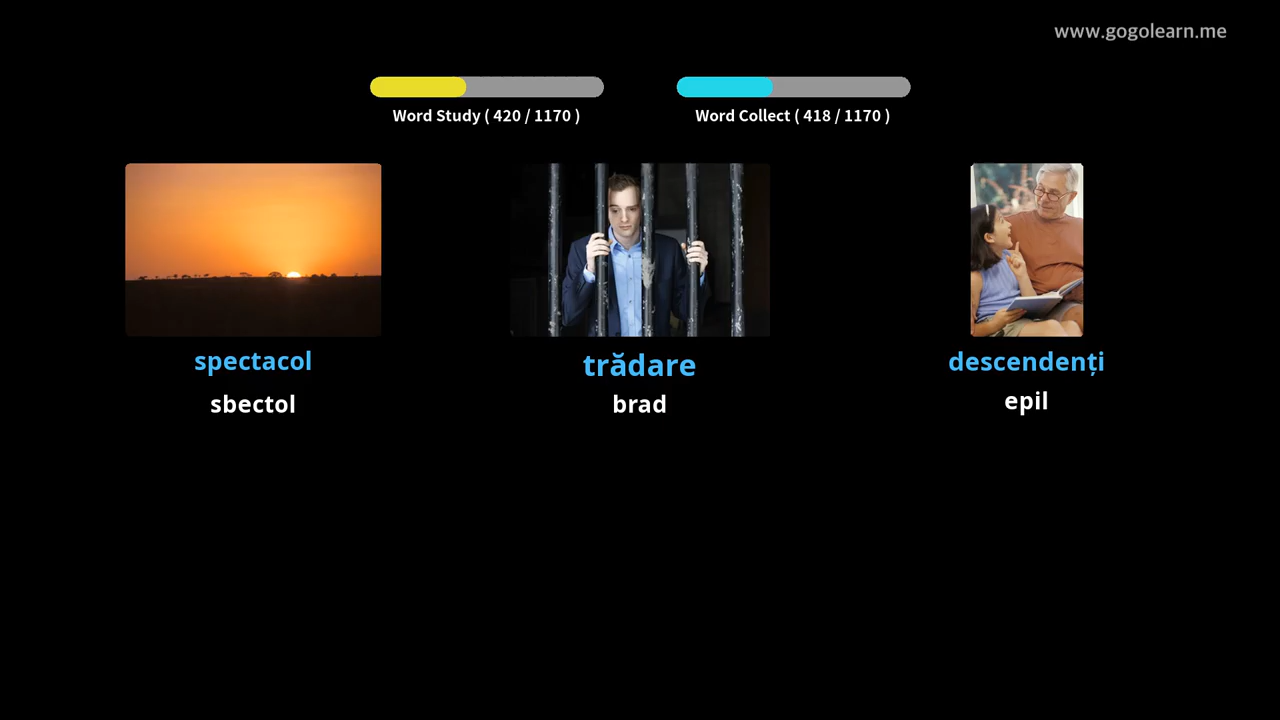 www.gogolearn.me
Word Study ( 420 / 1170 )
Word Collect ( 418 / 1170 )
spectacol
sbectol
trădare
brad
descendenți
epil